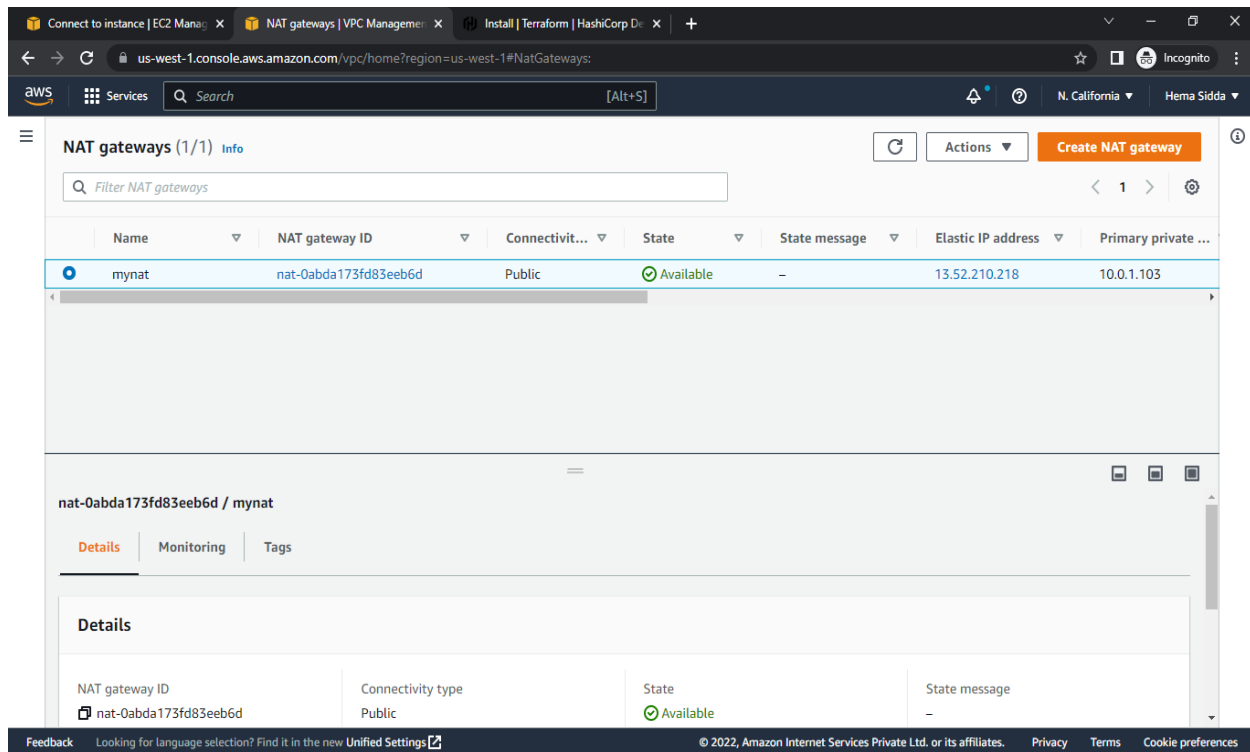 Connect to instance | EC2 Manag
NAT gateways | VPC Managemen
Install | Terraform | HashiCorp De
us-west-1.console.aws.amazon.com/vpc/home?region=us-west-1#NatGateways:
Incognito
aws
Services
Search
[Alt+S]
N. California
Hema Sidda
NAT gateways (1/1) Info
Actions
Create NAT gateway
Filter NAT gateways
1
Name NAT gateway ID Connectivit... State State message Elastic IP address Primary private ...
mynat nat-0abda173fd83eeb6d Public Available – 13.52.210.218 10.0.1.103
nat-0abda173fd83eeb6d / mynat
Details Monitoring Tags
Details
NAT gateway ID Connectivity type State State message
nat-0abda173fd83eeb6d Public Available –
Feedback Looking for language selection? Find it in the new Unified Settings © 2022, Amazon Internet Services Private Ltd. or its affiliates. Privacy Terms Cookie preferences